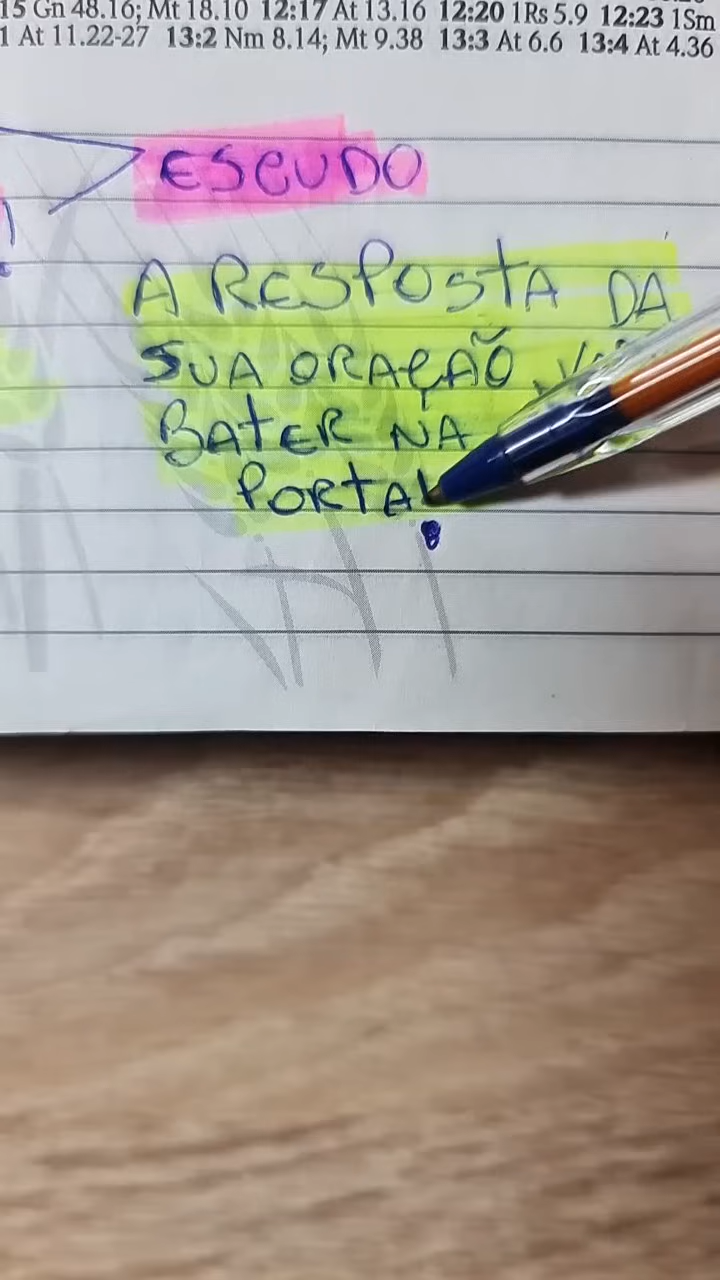 15 Gn 48.16; Mt 18.10 12:17 At 13.16 12:20 1Rs 5.9 12:23 1Sm
1 At 11.22-27 13:2 Nm 8.14; Mt 9.38 13:3 At 6.6 13:4 At 4.36
ESCUDO
A RESPOSTA DA
SUA ORAÇÃO
BATER NA
PORTA!